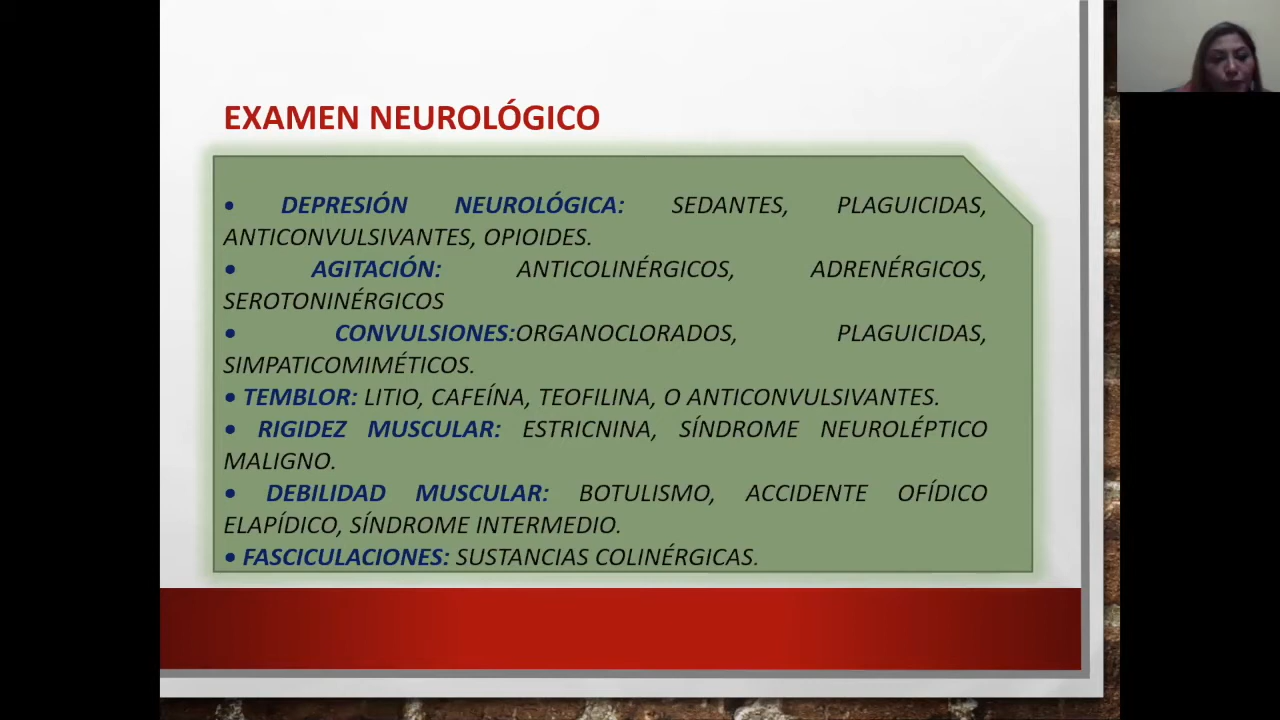 EXAMEN NEUROLÓGICO
• DEPRESIÓN NEUROLÓGICA: SEDANTES, PLAGUICIDAS,
ANTICONVULSIVANTES, OPIOIDES.
• AGITACIÓN: ANTICOLINÉRGICOS, ADRENÉRGICOS,
SEROTONINÉRGICOS
• CONVULSIONES:ORGANOCLORADOS, PLAGUICIDAS,
SIMPATICOMIMÉTICOS.
• TEMBLOR: LITIO, CAFEÍNA, TEOFILINA, O ANTICONVULSIVANTES.
• RIGIDEZ MUSCULAR: ESTRICNINA, SÍNDROME NEUROLÉPTICO
MALIGNO.
• DEBILIDAD MUSCULAR: BOTULISMO, ACCIDENTE OFÍDICO
ELAPÍDICO, SÍNDROME INTERMEDIO.
• FASCICULACIONES: SUSTANCIAS COLINÉRGICAS.